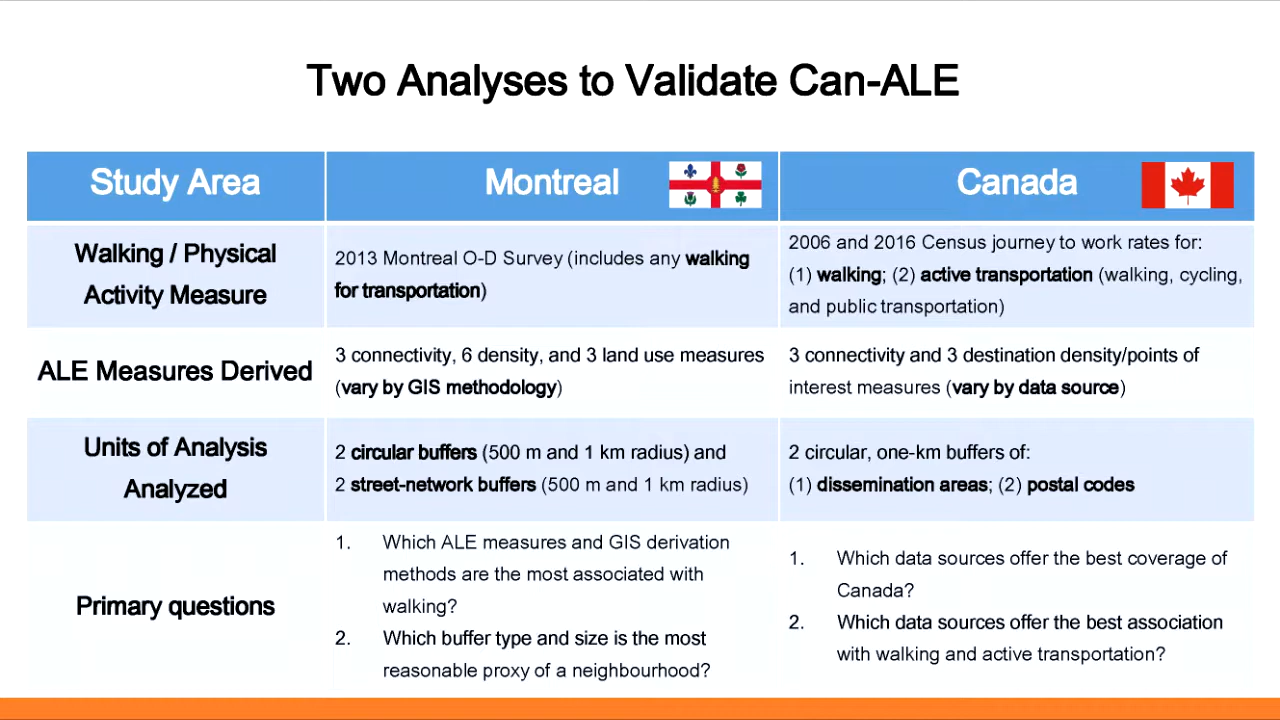 Two Analyses to Validate Can-ALE
Study Area
Montreal
Canada
Walking / Physical
Activity Measure
2013 Montreal O-D Survey (includes any walking
for transportation)
2006 and 2016 Census journey to work rates for:
(1) walking; (2) active transportation (walking, cycling,
and public transportation)
ALE Measures Derived
3 connectivity, 6 density, and 3 land use measures
(vary by GIS methodology)
3 connectivity and 3 destination density/points of
interest measures (vary by data source)
Units of Analysis
Analyzed
2 circular buffers (500 m and 1 km radius) and
2 street-network buffers (500 m and 1 km radius)
2 circular, one-km buffers of:
(1) dissemination areas; (2) postal codes
Primary questions
1. Which ALE measures and GIS derivation
methods are the most associated with
walking?
2. Which buffer type and size is the most
reasonable proxy of a neighbourhood?
1. Which data sources offer the best coverage of
Canada?
2. Which data sources offer the best association
with walking and active transportation?